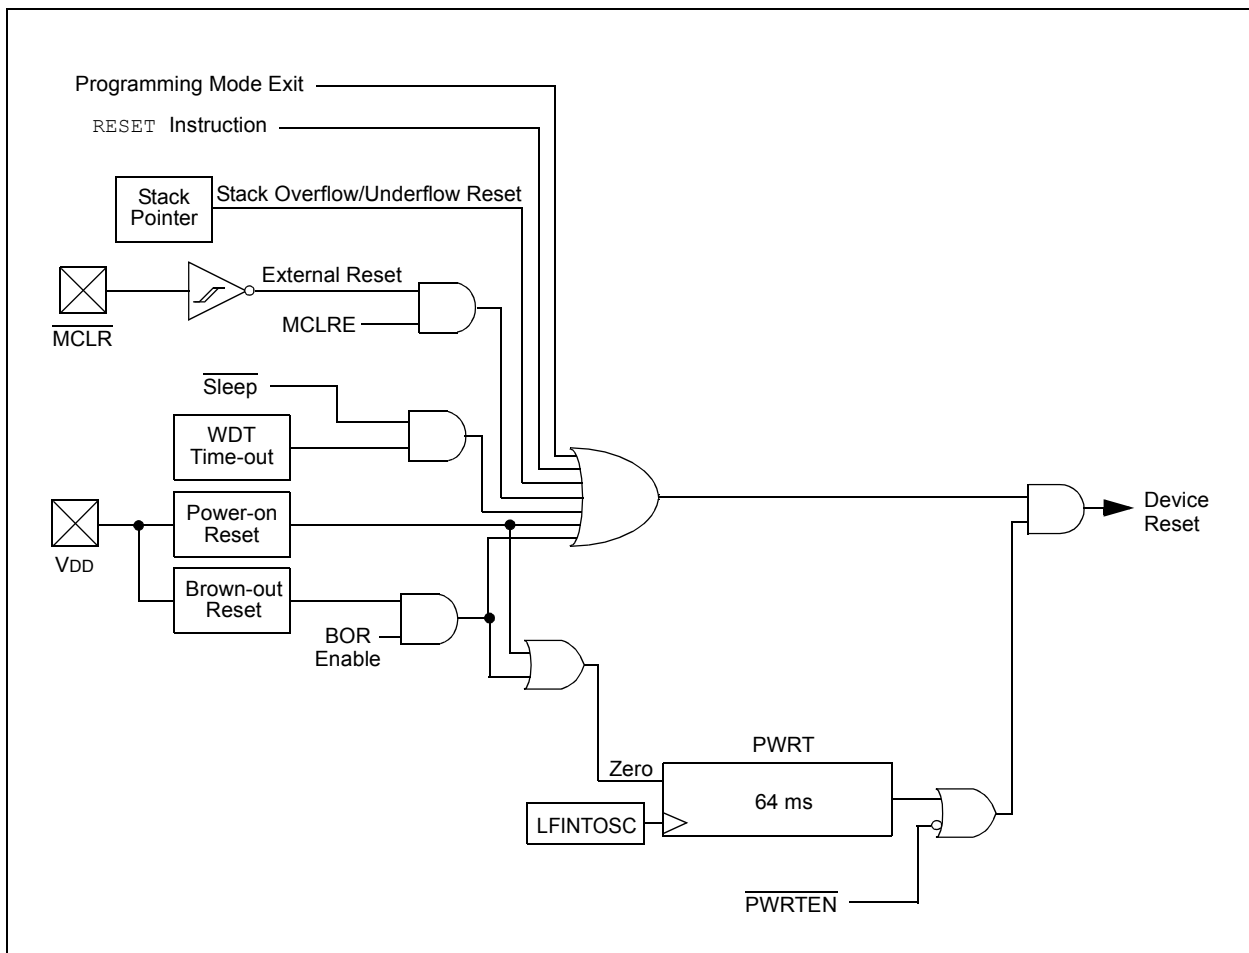 Programming Mode Exit
RESET Instruction
Stack
Pointer
Stack Overflow/Underflow Reset
External Reset
MCLR
MCLRE
Sleep
WDT
Time-out
VDD
Power-on
Reset
Brown-out
Reset
BOR
Enable
Device
Reset
PWRT
Zero
64 ms
LFINTOSC
PWRTEN